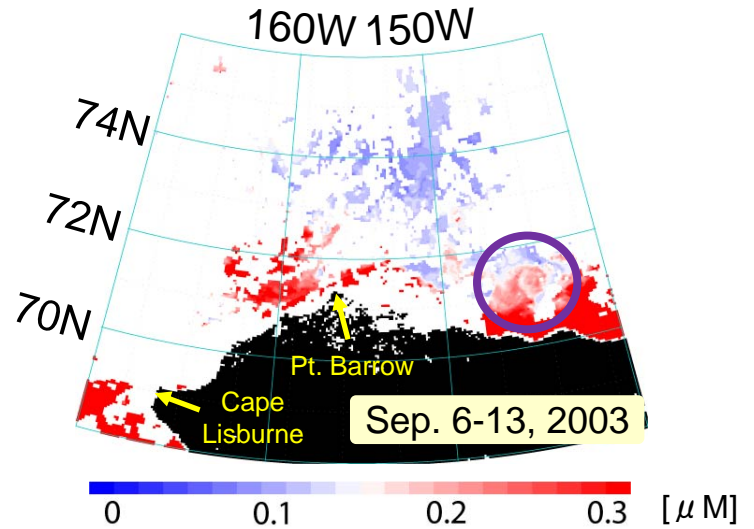 160W 150W
74N
72N
70N
Pt. Barrow
Cape
Lisburne
Sep. 6-13, 2003
0 0.1 0.2 0.3 [μM]